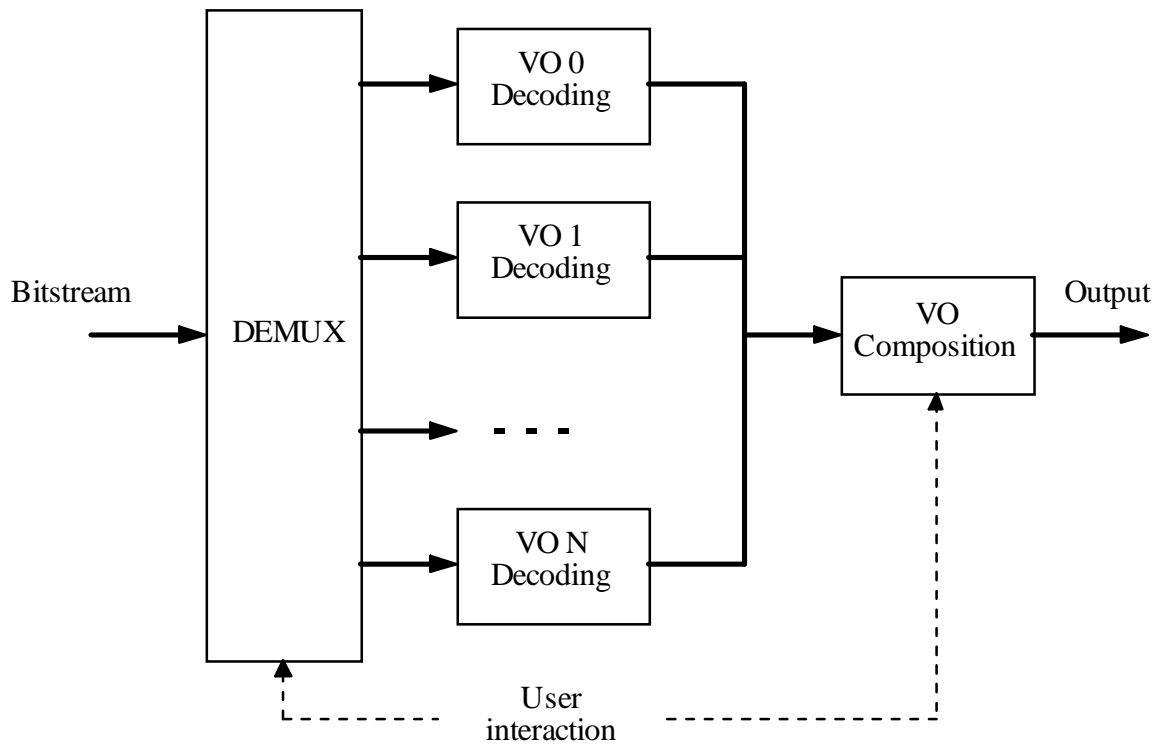 VO 0
Decoding
VO 1
Decoding
Bitstream
DEMUX
VO
Composition
Output
- - -
VO N
Decoding
User
interaction